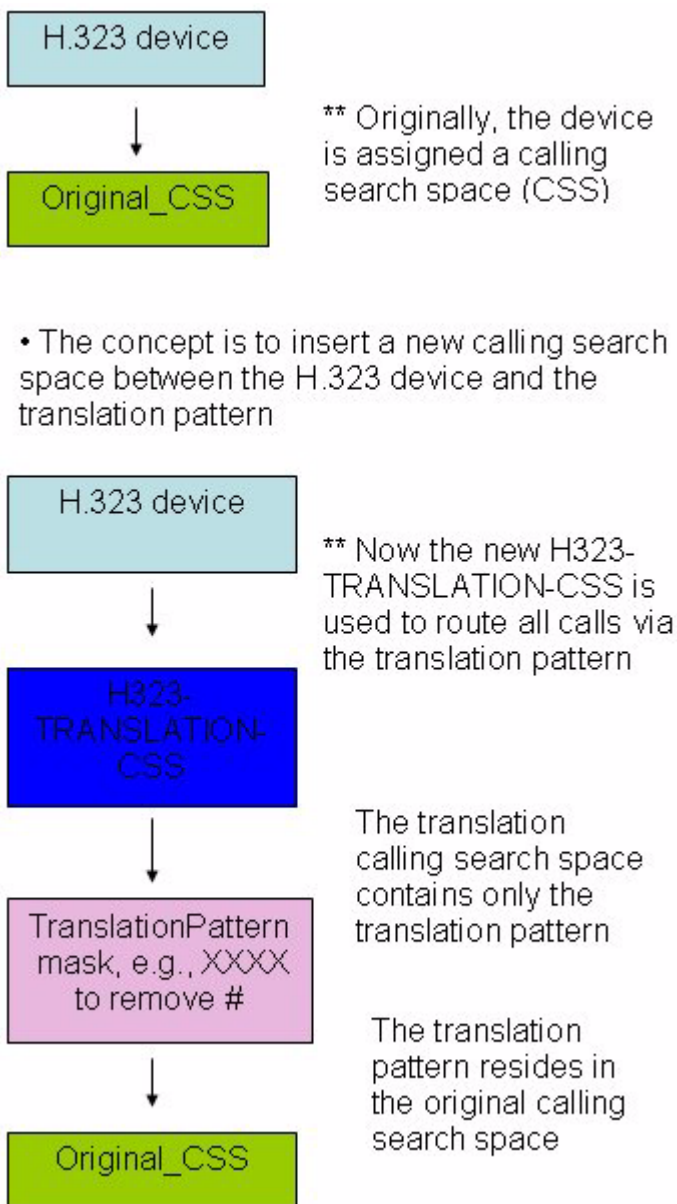 H.323 device
** Originally, the device
is assigned a calling
search space (CSS)
Original_CSS
• The concept is to insert a new calling search
space between the H.323 device and the
translation pattern
H.323 device
** Now the new H323-
TRANSLATION-CSS is
used to route all calls via
the translation pattern
H323-
TRANSLATION-
CSS
The translation
calling search space
contains only the
translation pattern
TranslationPattern
mask, e.g., XXXX
to remove #
The translation
pattern resides in
the original calling
search space
Original_CSS